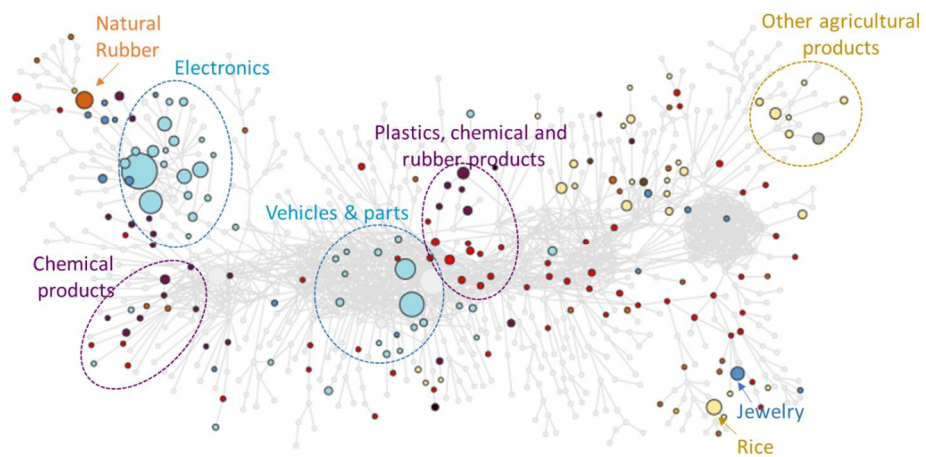 Natural
Rubber
Electronics
Other agricultural
products
Plastics, chemical and
rubber products
Vehicles & parts
Chemical
products
Jewelry
Rice